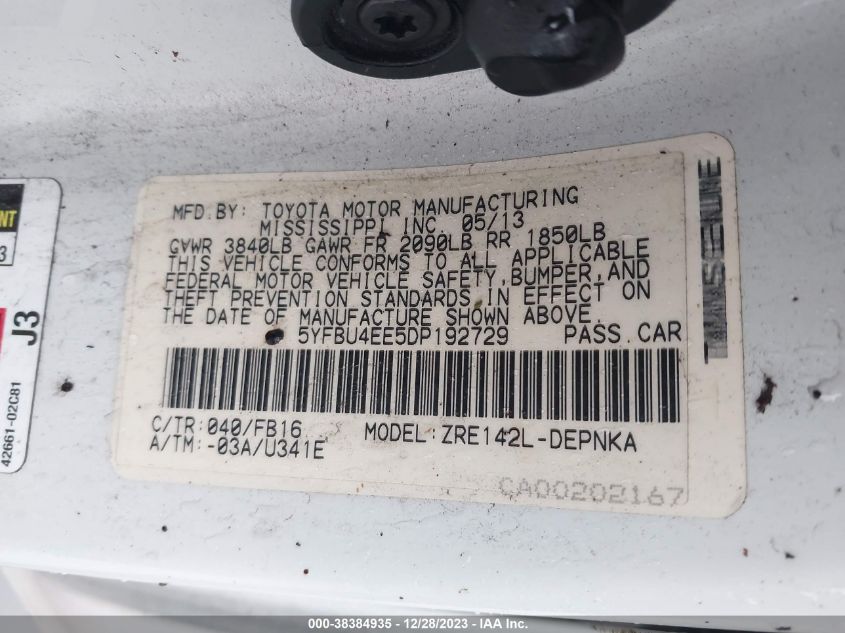 MFD.BY: TOYOTA MOTOR MANUFACTURING
MISSISSIPPI INC. 05/13
GVWR 3840LB GAWR FR 2090LB RR 1850LB
THIS VEHICLE CONFORMS TO ALL APPLICABLE
FEDERAL MOTOR VEHICLE SAFETY,BUMPER,AND
THEFT PREVENTION STANDARDS IN EFFECT ON
THE DATE OF MANUFACTURE SHOWN ABOVE.
5YFBU4EE5DP192729 PASS.CAR
C/TR:040/FB16 MODEL:ZRE142L-DEPNKA
A/TM:-03A/U341E
CA00202167
J3
42661-02C81
000-38384935 - 12/28/2023 - IAAI.com